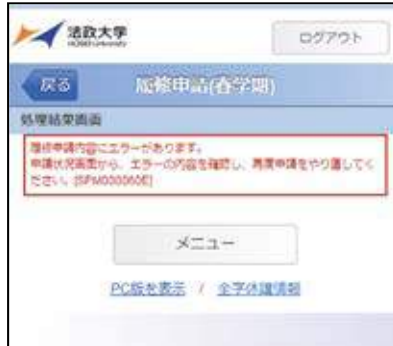 法政大学
HOSEI University
ログアウト
戻る
履修申請(春学期)
処理結果画面
履修申請内容にエラーがあります。
申請状況画面から、エラーの内容を確認し、再度申請をやり直してく
ださい。[SFM000060E]
メニュー
PC版を表示 / 全学休講情報